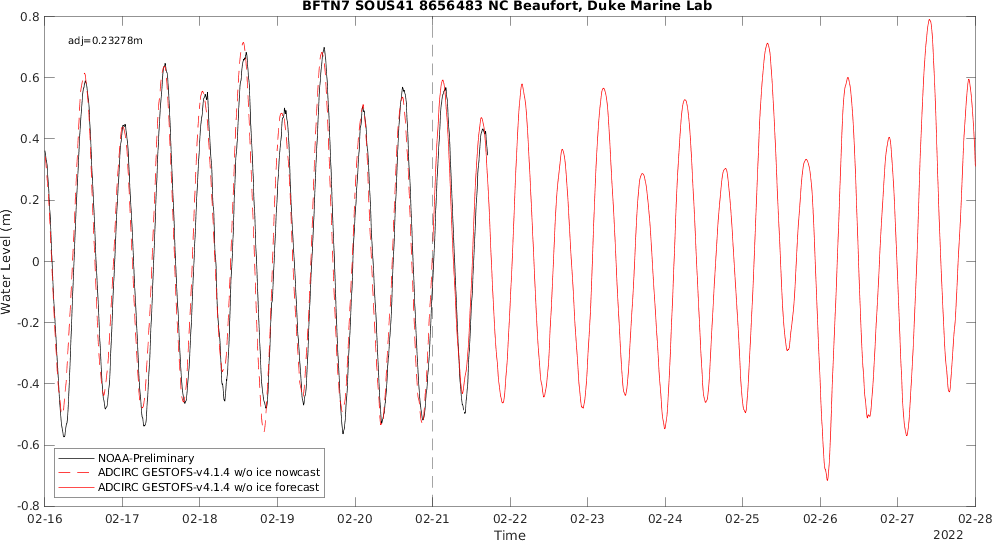 BFTN7 SOUS41 8656483 NC Beaufort, Duke Marine Lab
adj=0.23278m
0.8
0.6
0.4
0.2
0
-0.2
-0.4
-0.6
-0.8
Water Level (m)
NOAA-Preliminary
ADCIRC GESTOFS-v4.1.4 w/o ice nowcast
ADCIRC GESTOFS-v4.1.4 w/o ice forecast
02-16 02-17 02-18 02-19 02-20 02-21 02-22 02-23 02-24 02-25 02-26 02-27 02-28
Time
2022